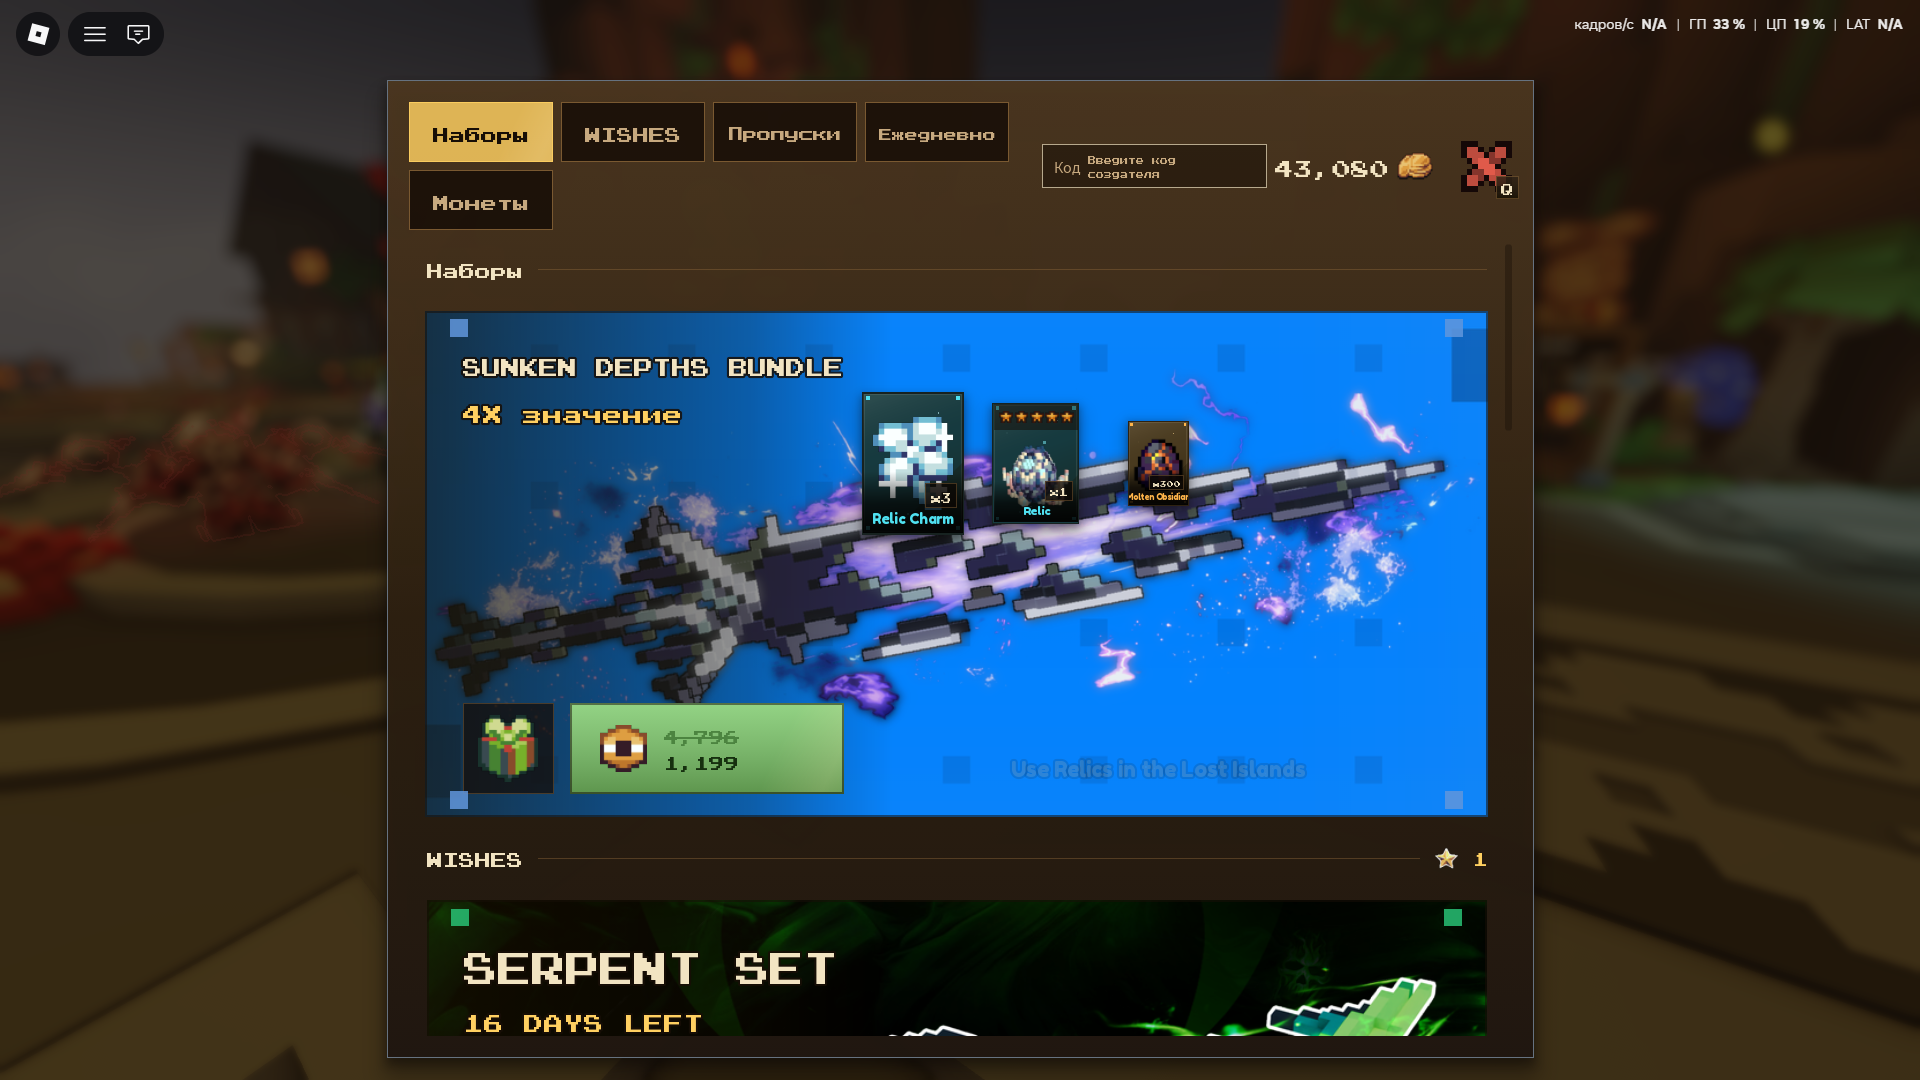 кадров/с N/A | ГП 33 % | ЦП 19 % | LAT N/A
Наборы
WISHES
Пропуски
Ежедневно
Монеты
Код
Введите код
создателя
43,080
Q
Наборы
SUNKEN DEPTHS BUNDLE
4X значение
x3
Relic Charm
x1
Relic
x300
Molten Obsidian
4,796
1,199
Use Relics in the Lost Islands
WISHES
1
SERPENT SET
16 DAYS LEFT